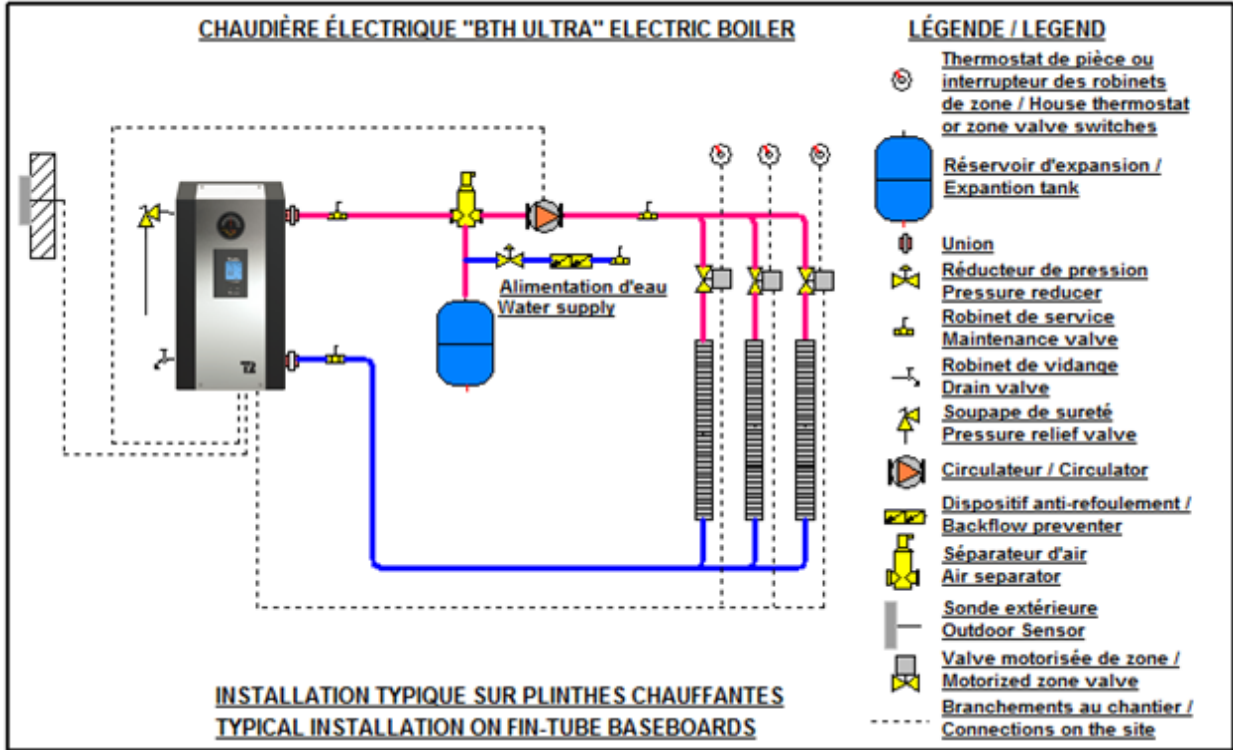 CHAUDIÈRE ÉLECTRIQUE "BTH ULTRA" ELECTRIC BOILER
LÉGENDE / LEGEND
Thermostat de pièce ou
interrupteur des robinets
de zone / House thermostat
or zone valve switches
Réservoir d'expansion /
Expantion tank
Union
Réducteur de pression
Pressure reducer
Robinet de service
Maintenance valve
Robinet de vidange
Drain valve
Soupape de sureté
Pressure relief valve
Circulateur / Circulator
Dispositif anti-refoulement /
Backflow preventer
Séparateur d'air
Air separator
Sonde extérieure
Outdoor Sensor
Valve motorisée de zone /
Motorized zone valve
Branchements au chantier /
Connections on the site
Alimentation d'eau
Water supply
INSTALLATION TYPIQUE SUR PLINTHES CHAUFFANTES
TYPICAL INSTALLATION ON FIN-TUBE BASEBOARDS